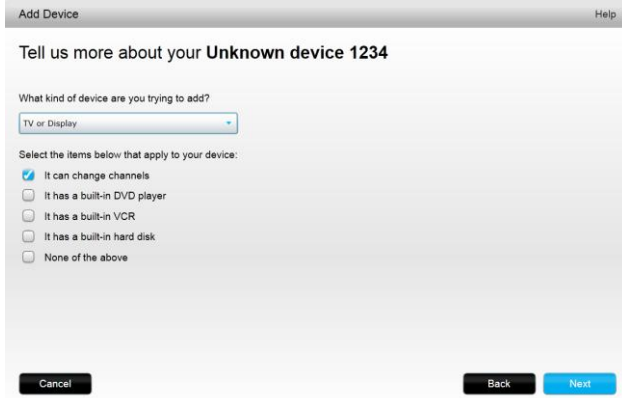 Add Device
Help
Tell us more about your Unknown device 1234
What kind of device are you trying to add?
TV or Display
Select the items below that apply to your device:
It can change channels
It has a built-in DVD player
It has a built-in VCR
It has a built-in hard disk
None of the above
Cancel
Back
Next